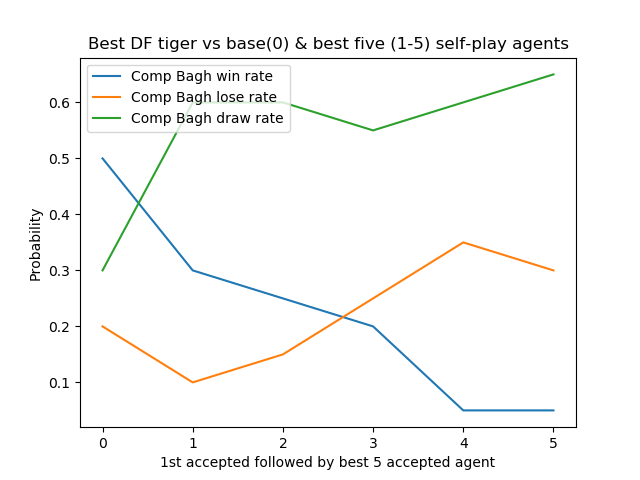 Best DF tiger vs base(0) & best five (1-5) self-play agents
Comp Bagh win rate
Comp Bagh lose rate
Comp Bagh draw rate
Probability
0.6
0.5
0.4
0.3
0.2
0.1
0 1 2 3 4 5
1st accepted followed by best 5 accepted agent